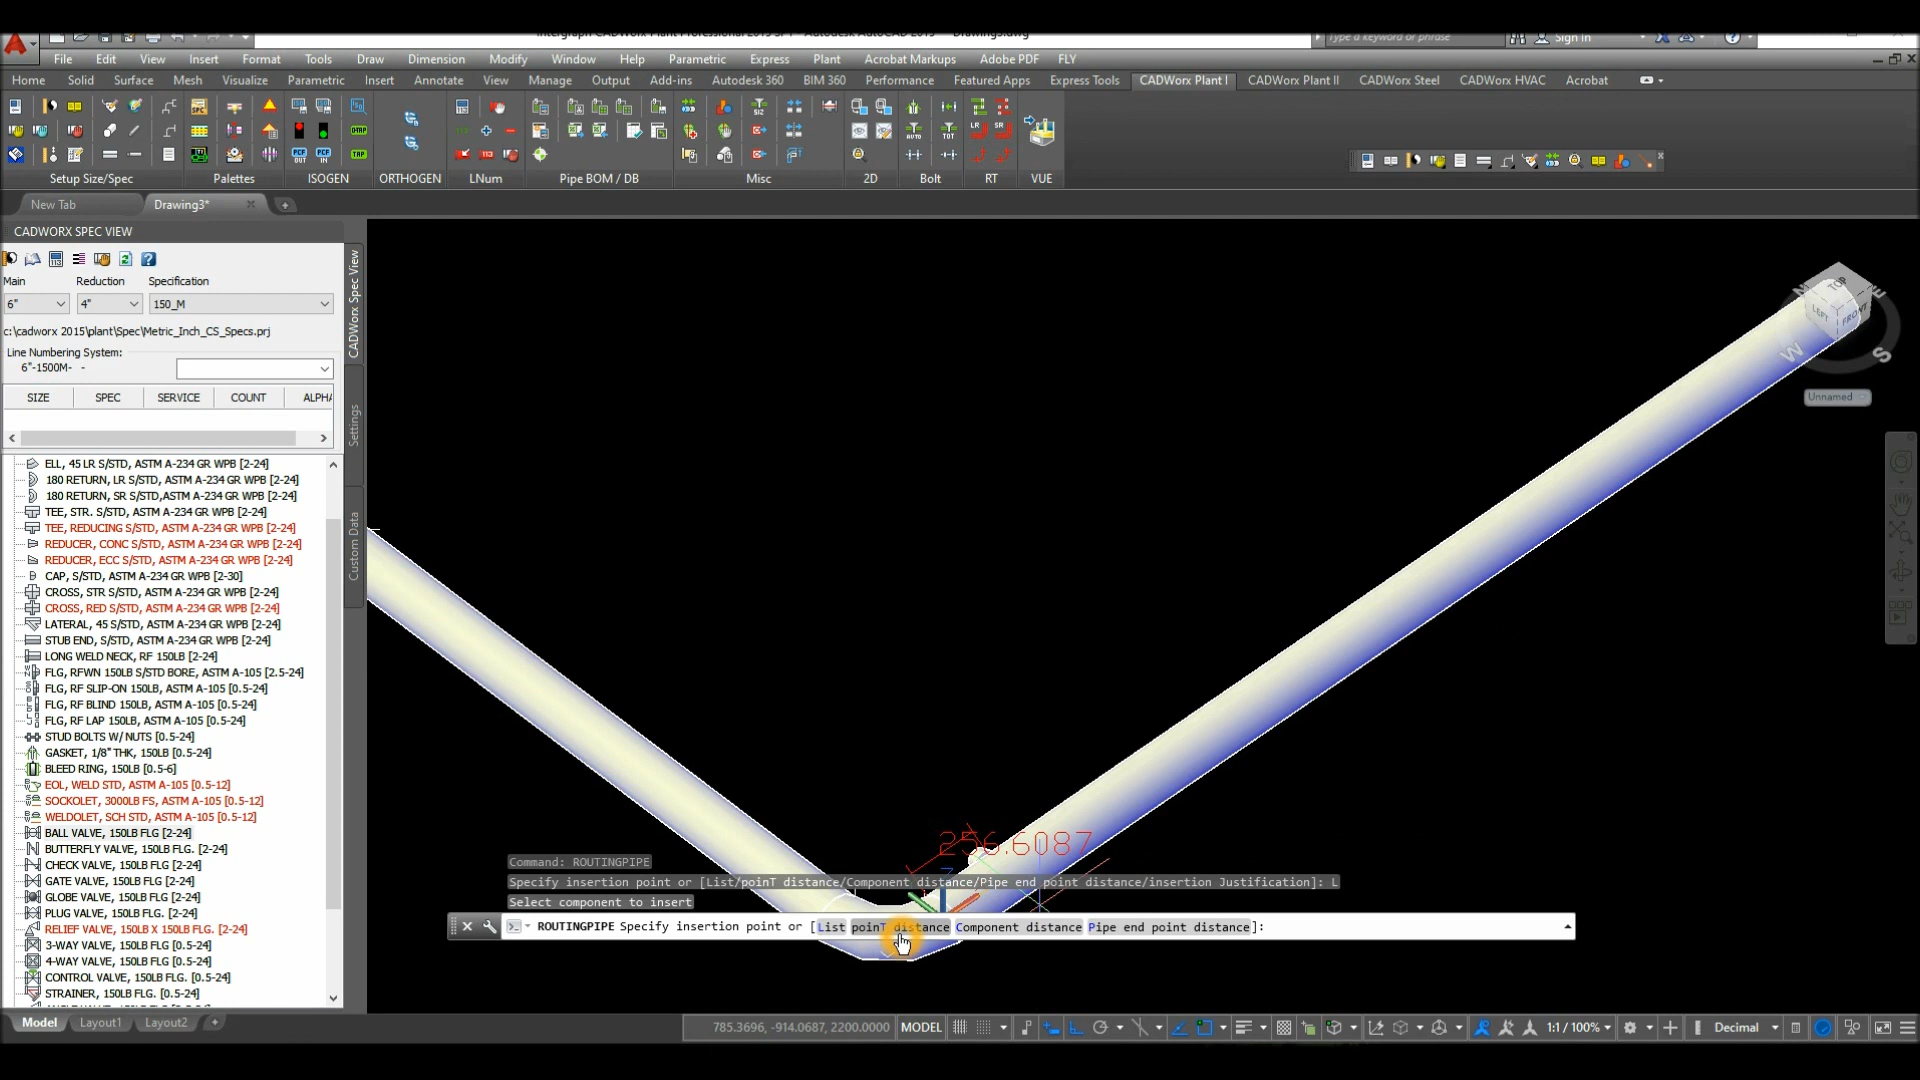 Intergraph CADWorx Plant Professional 2015 SP1 - Autodesk AutoCAD 2015 Drawing3.dwg
Type a keyword or phrase
Sign In
File Edit View Insert Format Tools Draw Dimension Modify Window Help Parametric Express Plant Acrobat Markups Adobe PDF FLY
Home Solid Surface Mesh Visualize Parametric Insert Annotate View Manage Output Add-ins Autodesk 360 BIM 360 Performance Featured Apps Express Tools CADWorx Plant I CADWorx Plant II CADWorx Steel CADWorx HVAC Acrobat
Setup Size/Spec Palettes ISOGEN ORTHOGEN LNum Pipe BOM / DB Misc 2D Bolt RT VUE
New Tab Drawing3*
CADWORX SPEC VIEW
Main Reduction Specification
6" 4" 150_M
c:\cadworx 2015\plant\Spec\Metric_Inch_CS_Specs.prj
Line Numbering System:
6"-1500M- -
SIZE SPEC SERVICE COUNT ALPHA
ELL, 45 LR S/STD, ASTM A-234 GR WPB [2-24]
180 RETURN, LR S/STD,ASTM A-234 GR WPB [2-24]
180 RETURN, SR S/STD,ASTM A-234 GR WPB [2-24]
TEE, STR. S/STD, ASTM A-234 GR WPB [2-24]
TEE, REDUCING S/STD, ASTM A-234 GR WPB [2-24]
REDUCER, CONC S/STD, ASTM A-234 GR WPB [2-24]
REDUCER, ECC S/STD, ASTM A-234 GR WPB [2-24]
CAP, S/STD, ASTM A-234 GR WPB [2-30]
CROSS, STR S/STD, ASTM A-234 GR WPB [2-24]
CROSS, RED S/STD, ASTM A-234 GR WPB [2-24]
LATERAL, 45 S/STD, ASTM A-234 GR WPB [2-24]
STUB END, S/STD, ASTM A-234 GR WPB [2-24]
LONG WELD NECK, RF 150LB [2-24]
FLG, RFWN 150LB S/STD BORE, ASTM A-105 [2.5-24]
FLG, RF SLIP-ON 150LB, ASTM A-105 [0.5-24]
FLG, RF BLIND 150LB, ASTM A-105 [0.5-24]
FLG, RF LAP 150LB, ASTM A-105 [0.5-24]
STUD BOLTS W/ NUTS [0.5-24]
GASKET, 1/8" THK, 150LB [0.5-24]
BLEED RING, 150LB [0.5-6]
EOL, WELD STD, ASTM A-105 [0.5-12]
SOCKOLET, 3000LB FS, ASTM A-105 [0.5-12]
WELDOLET, SCH STD, ASTM A-105 [0.5-12]
BALL VALVE, 150LB FLG [2-24]
BUTTERFLY VALVE, 150LB FLG. [2-24]
CHECK VALVE, 150LB FLG [2-24]
GATE VALVE, 150LB FLG [2-24]
GLOBE VALVE, 150LB FLG [2-24]
PLUG VALVE, 150LB FLG. [2-24]
RELIEF VALVE, 150LB X 150LB FLG. [2-24]
3-WAY VALVE, 150LB FLG [0.5-24]
4-WAY VALVE, 150LB FLG [0.5-24]
CONTROL VALVE, 150LB FLG. [0.5-24]
STRAINER, 150LB FLG. [0.5-24]
CADWorx Spec View
Settings
Custom Data
TOP
LEFT FRONT
N E W S
Unnamed
256.6087
Z
Command: ROUTINGPIPE
Specify insertion point or [List/poinT distance/Component distance/Pipe end point distance/insertion Justification]: L
Select component to insert
ROUTINGPIPE Specify insertion point or [List poinT distance Component distance Pipe end point distance]:
Model Layout1 Layout2
785.3696, -914.0687, 2200.0000 MODEL 1:1 / 100% Decimal